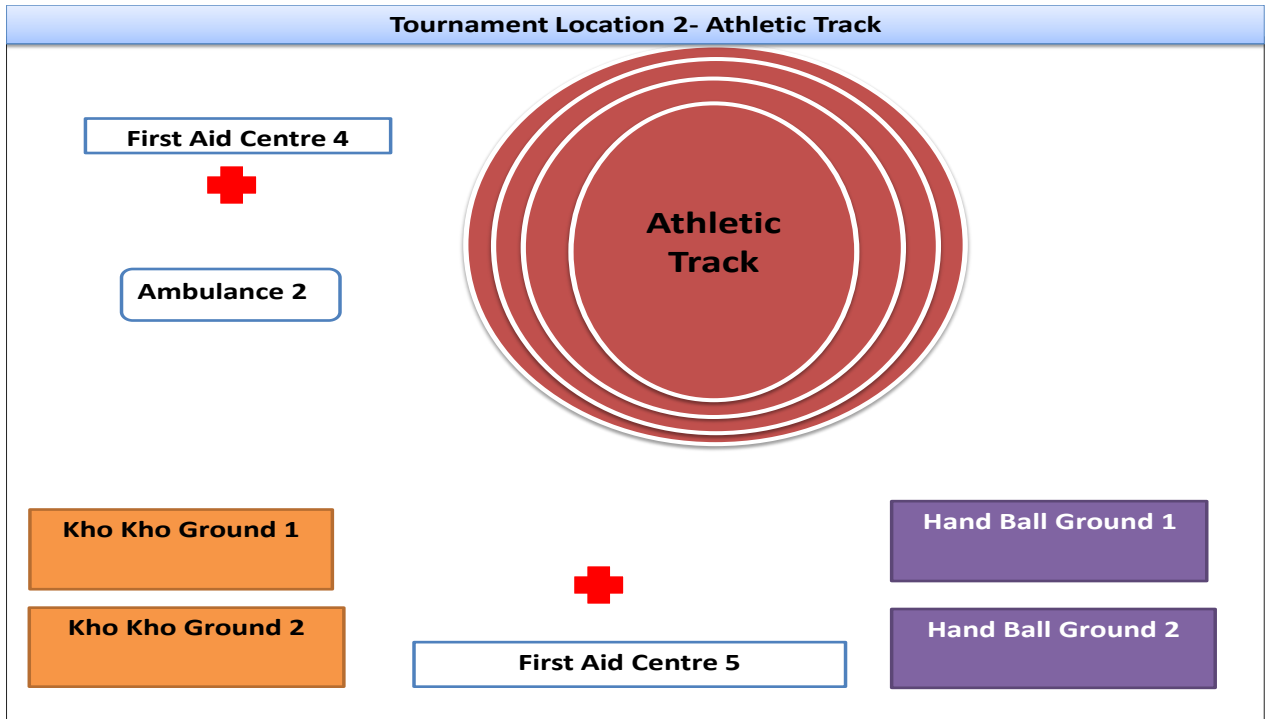 Tournament Location 2- Athletic Track
First Aid Centre 4
Athletic
Track
Ambulance 2
Kho Kho Ground 1
Hand Ball Ground 1
Kho Kho Ground 2
Hand Ball Ground 2
First Aid Centre 5